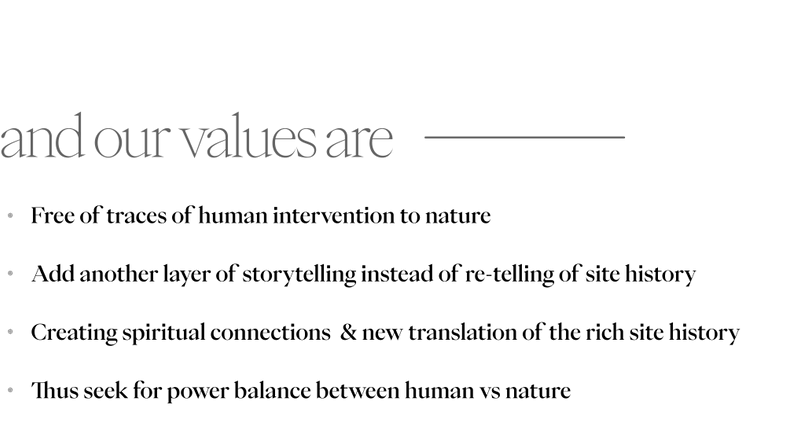 and our values are
• Free of traces of human intervention to nature
• Add another layer of storytelling instead of re-telling of site history
• Creating spiritual connections & new translation of the rich site history
• Thus seek for power balance between human vs nature